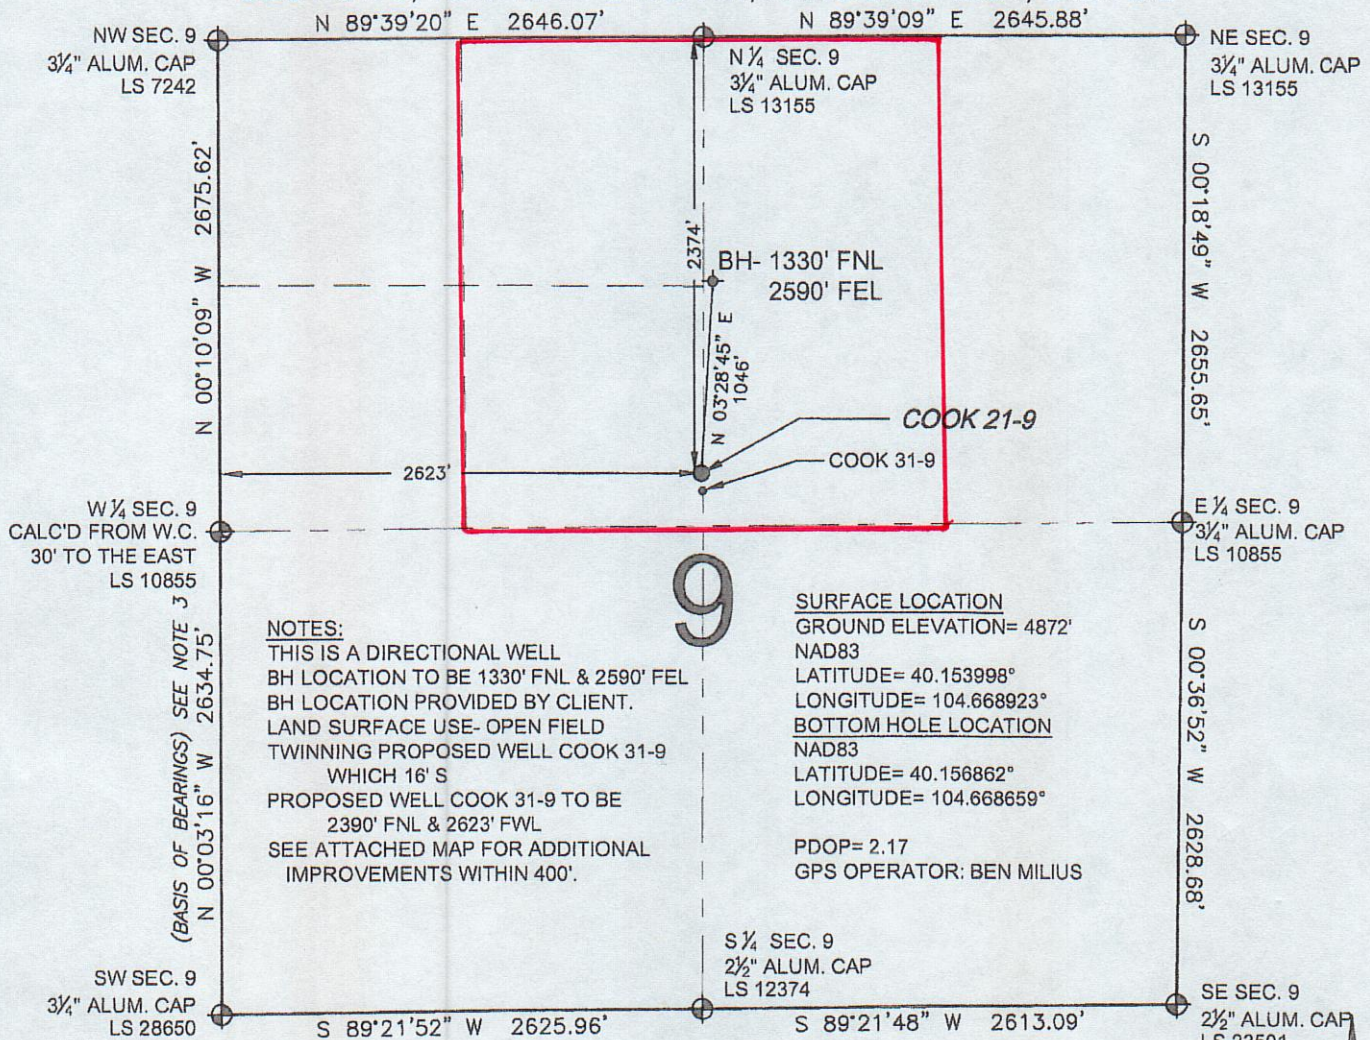 N 89°39'20" E 2646.07'
N 89°39'09" E 2645.88'
NW SEC. 9
3¼" ALUM. CAP
LS 7242
N ¼ SEC. 9
3¼" ALUM. CAP
LS 13155
NE SEC. 9
3¼" ALUM. CAP
LS 13155
N 00°10'09" W 2675.62'
S 00°18'49" W 2655.65'
2374'
BH- 1330' FNL
2590' FEL
N 03°28'45" E
1046'
COOK 21-9
COOK 31-9
2623'
W ¼ SEC. 9
CALC'D FROM W.C.
30' TO THE EAST
LS 10855
E ¼ SEC. 9
3¼" ALUM. CAP
LS 10855
9
(BASIS OF BEARINGS) SEE NOTE 3
N 00°03'16" W 2634.75'
S 00°36'52" W 2628.68'
NOTES:
THIS IS A DIRECTIONAL WELL
BH LOCATION TO BE 1330' FNL & 2590' FEL
BH LOCATION PROVIDED BY CLIENT.
LAND SURFACE USE- OPEN FIELD
TWINNING PROPOSED WELL COOK 31-9
WHICH 16' S
PROPOSED WELL COOK 31-9 TO BE
2390' FNL & 2623' FWL
SEE ATTACHED MAP FOR ADDITIONAL
IMPROVEMENTS WITHIN 400'.
SURFACE LOCATION
GROUND ELEVATION= 4872'
NAD83
LATITUDE= 40.153998°
LONGITUDE= 104.668923°
BOTTOM HOLE LOCATION
NAD83
LATITUDE= 40.156862°
LONGITUDE= 104.668659°
PDOP= 2.17
GPS OPERATOR: BEN MILIUS
SW SEC. 9
3¼" ALUM. CAP
LS 28650
S ¼ SEC. 9
2½" ALUM. CAP
LS 12374
SE SEC. 9
2½" ALUM. CAP
S 89°21'52" W 2625.96'
S 89°21'48" W 2613.09'